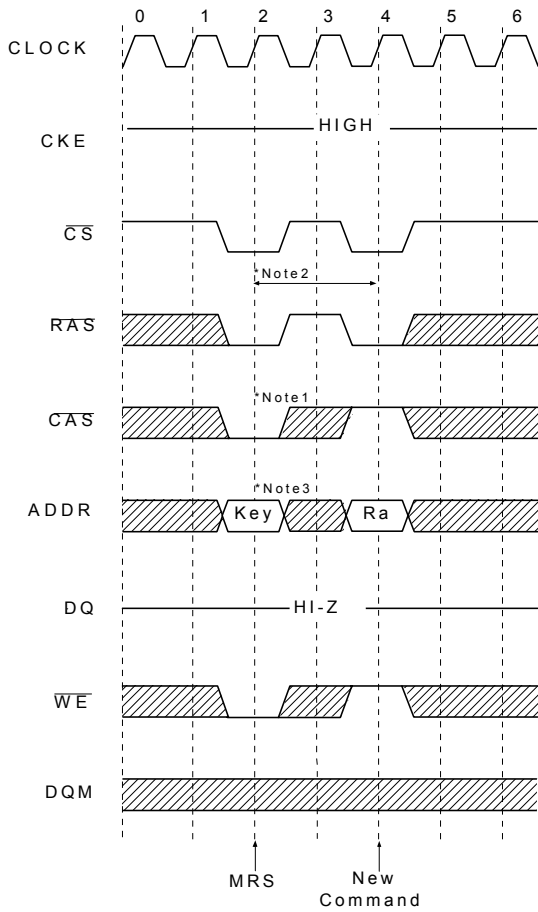 0 1 2 3 4 5 6
CLOCK
HIGH
CKE
CS
*Note2
RAS
*Note1
CAS
*Note3
ADDR Key Ra
DQ HI-Z
WE
DQM
MRS New
Command